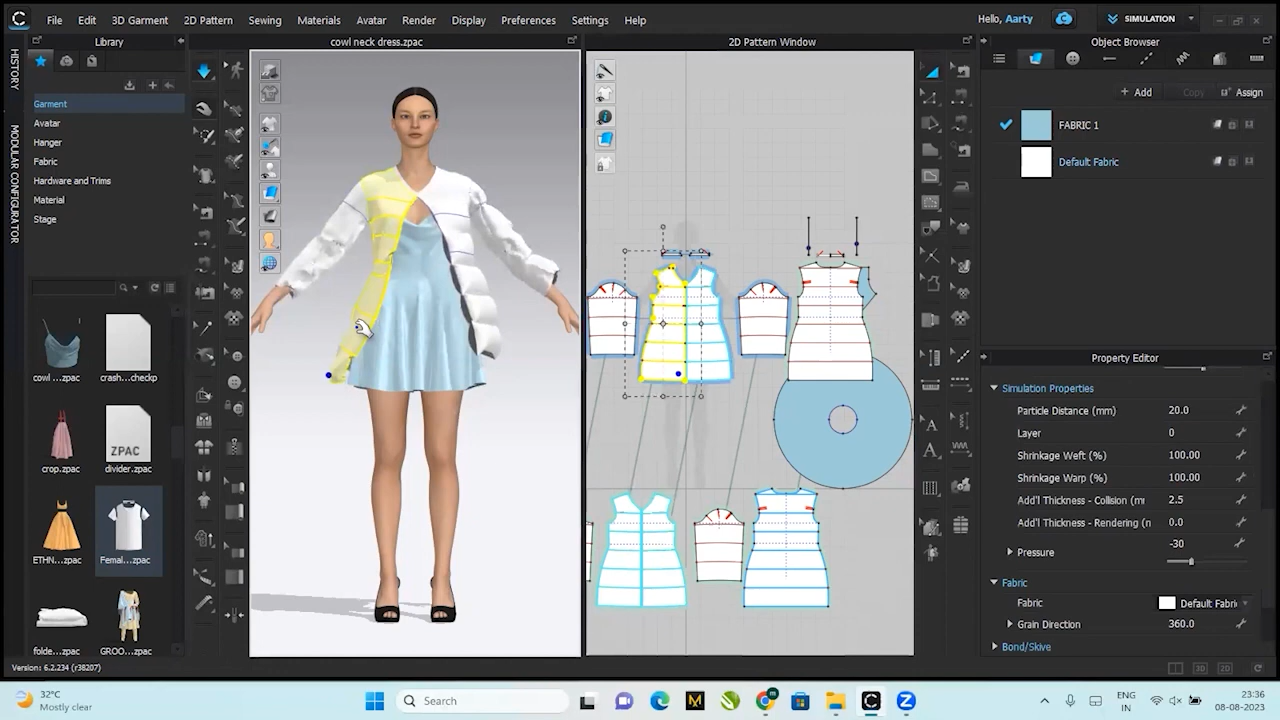 File Edit 3D Garment 2D Pattern Sewing Materials Avatar Render Display Preferences Settings Help
Hello, Aarty
SIMULATION
Library
cowl neck dress.zpac
2D Pattern Window
Object Browser
HISTORY
MODULAR CONFIGURATOR
Garment
Avatar
Hanger
Fabric
Hardware and Trims
Material
Stage
+ Add
Copy
Assign
FABRIC 1
Default Fabric
cowl ...zpac
crash...checkp
crop.zpac
ZPAC
divider.zpac
ETHN...zpac
Femal...zpac
folde...zpac
GROO...zpac
Property Editor
Simulation Properties
Particle Distance (mm) 20.0
Layer 0
Shrinkage Weft (%) 100.00
Shrinkage Warp (%) 100.00
Add'l Thickness - Collision (mr 2.5
Add'l Thickness - Rendering (n 0.0
Pressure -30
Fabric
Fabric Default Fabri
Grain Direction 360.0
Bond/Skive
Version: 6.2.234 (r38207)
3D
2D
32°C
Mostly clear
Search
ENG
IN
23:36
08-08-2023